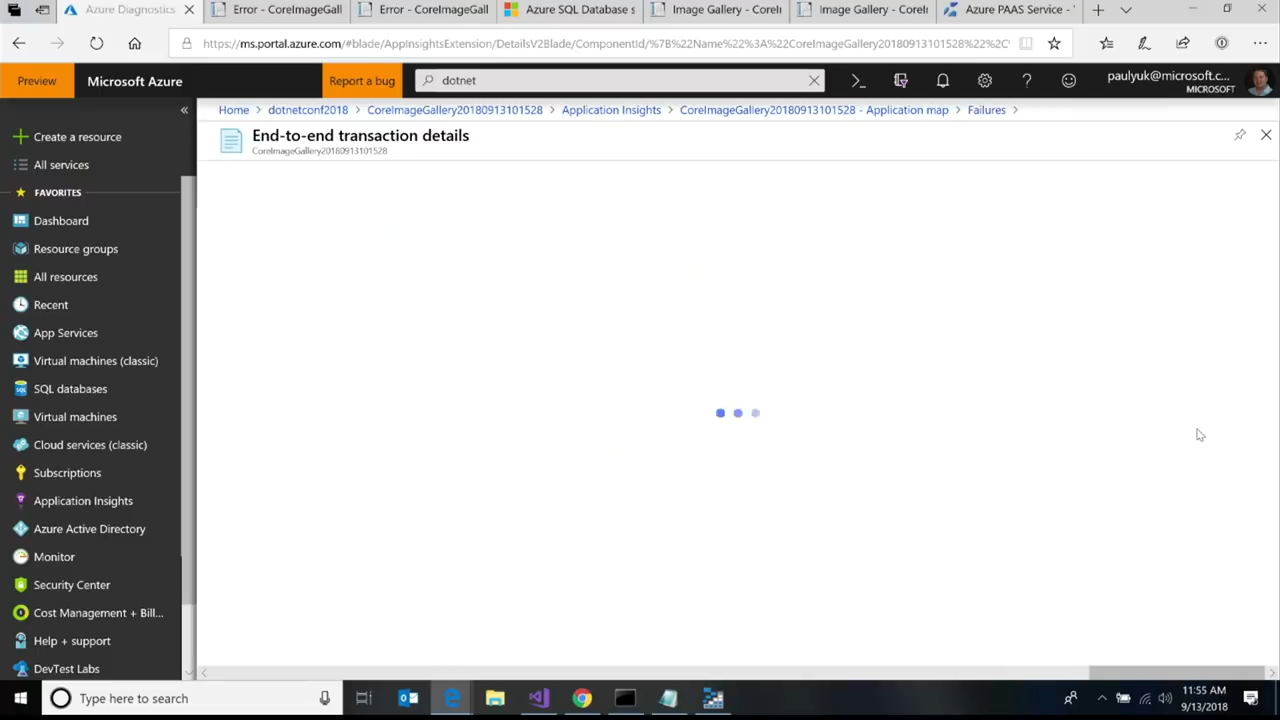 Azure Diagnostics
Error - CoreImageGall
Error - CoreImageGall
Azure SQL Database s
Image Gallery - CoreI
Image Gallery - CoreI
Azure PAAS Service -
https://ms.portal.azure.com/#blade/AppInsightsExtension/DetailsV2Blade/ComponentId/%7B%22Name%22%3A%22CoreImageGallery20180913101528%22%2C
Preview
Microsoft Azure
Report a bug
dotnet
paulyuk@microsoft.c...
MICROSOFT
Home > dotnetconf2018 > CoreImageGallery20180913101528 > Application Insights > CoreImageGallery20180913101528 - Application map > Failures >
End-to-end transaction details
CoreImageGallery20180913101528
Create a resource
All services
FAVORITES
Dashboard
Resource groups
All resources
Recent
App Services
Virtual machines (classic)
SQL databases
Virtual machines
Cloud services (classic)
Subscriptions
Application Insights
Azure Active Directory
Monitor
Security Center
Cost Management + Bill...
Help + support
DevTest Labs
Type here to search
11:55 AM
9/13/2018